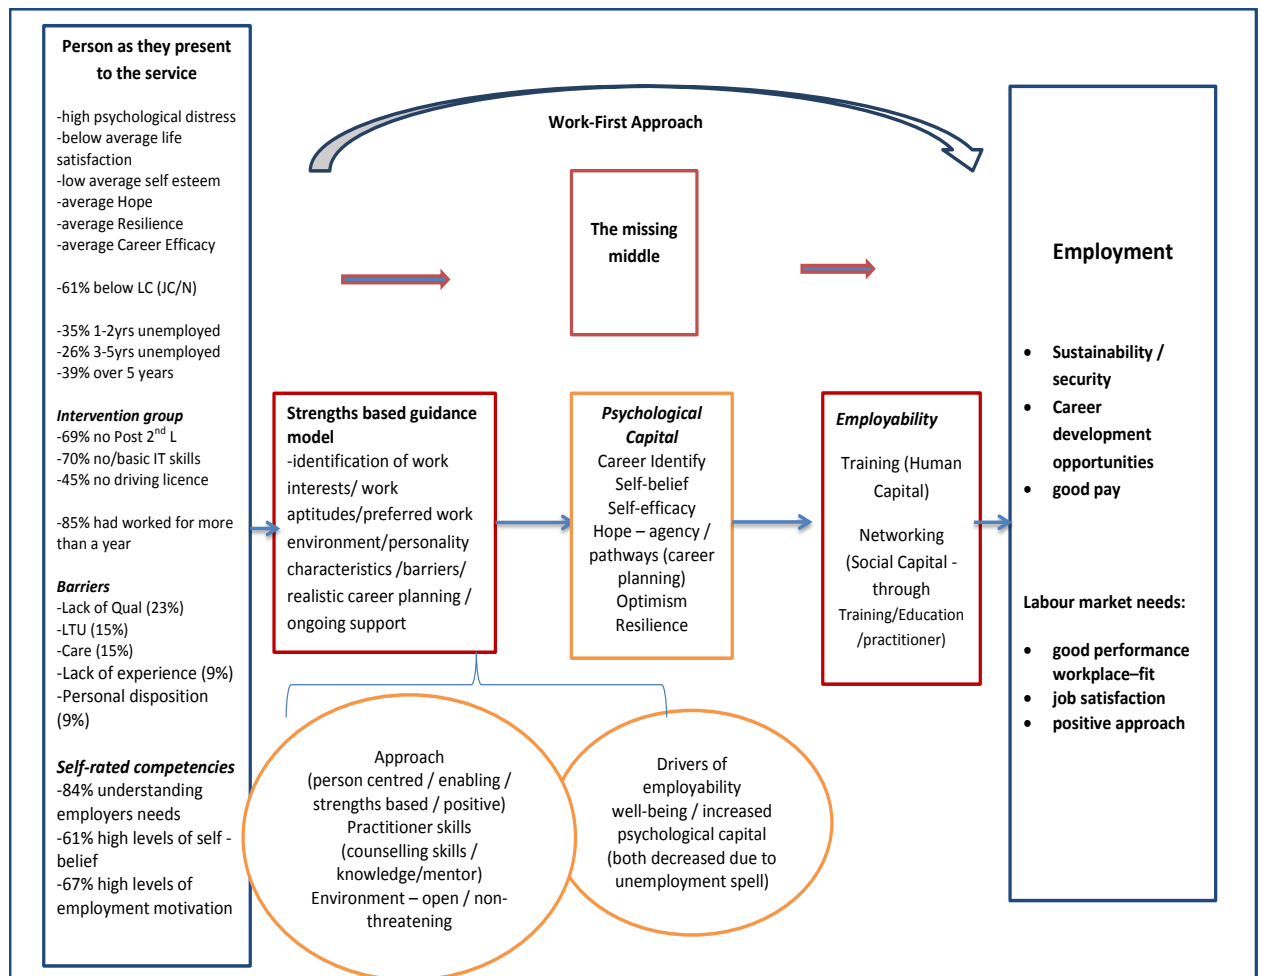 Person as they present
to the service
-high psychological distress
-below average life
satisfaction
-low average self esteem
-average Hope
-average Resilience
-average Career Efficacy
-61% below LC (JC/N)
-35% 1-2yrs unemployed
-26% 3-5yrs unemployed
-39% over 5 years
Intervention group
-69% no Post 2nd L
-70% no/basic IT skills
-45% no driving licence
-85% had worked for more
than a year
Barriers
-Lack of Qual (23%)
-LTU (15%)
-Care (15%)
-Lack of experience (9%)
-Personal disposition
(9%)
Self-rated competencies
-84% understanding
employers needs
-61% high levels of self -
belief
-67% high levels of
employment motivation
Work-First Approach
The missing
middle
Strengths based guidance
model
-identification of work
interests/ work
aptitudes/preferred work
environment/personality
characteristics /barriers/
realistic career planning /
ongoing support
Psychological
Capital
Career Identify
Self-belief
Self-efficacy
Hope – agency /
pathways (career
planning)
Optimism
Resilience
Employability
Training (Human
Capital)
Networking
(Social Capital -
through
Training/Education
/practitioner)
Approach
(person centred / enabling /
strengths based / positive)
Practitioner skills
(counselling skills /
knowledge/mentor)
Environment – open / non-
threatening
Drivers of
employability
well-being / increased
psychological capital
(both decreased due to
unemployment spell)
Employment
• Sustainability /
security
• Career
development
opportunities
• good pay
Labour market needs:
• good performance
workplace–fit
• job satisfaction
• positive approach